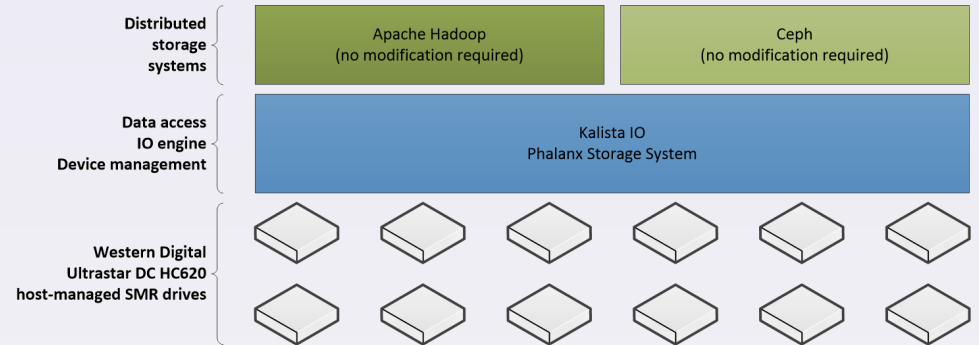 Distributed
storage
systems
Apache Hadoop
(no modification required)
Ceph
(no modification required)
Data access
IO engine
Device management
Kalista IO
Phalanx Storage System
Western Digital
Ultrastar DC HC620
host-managed SMR drives